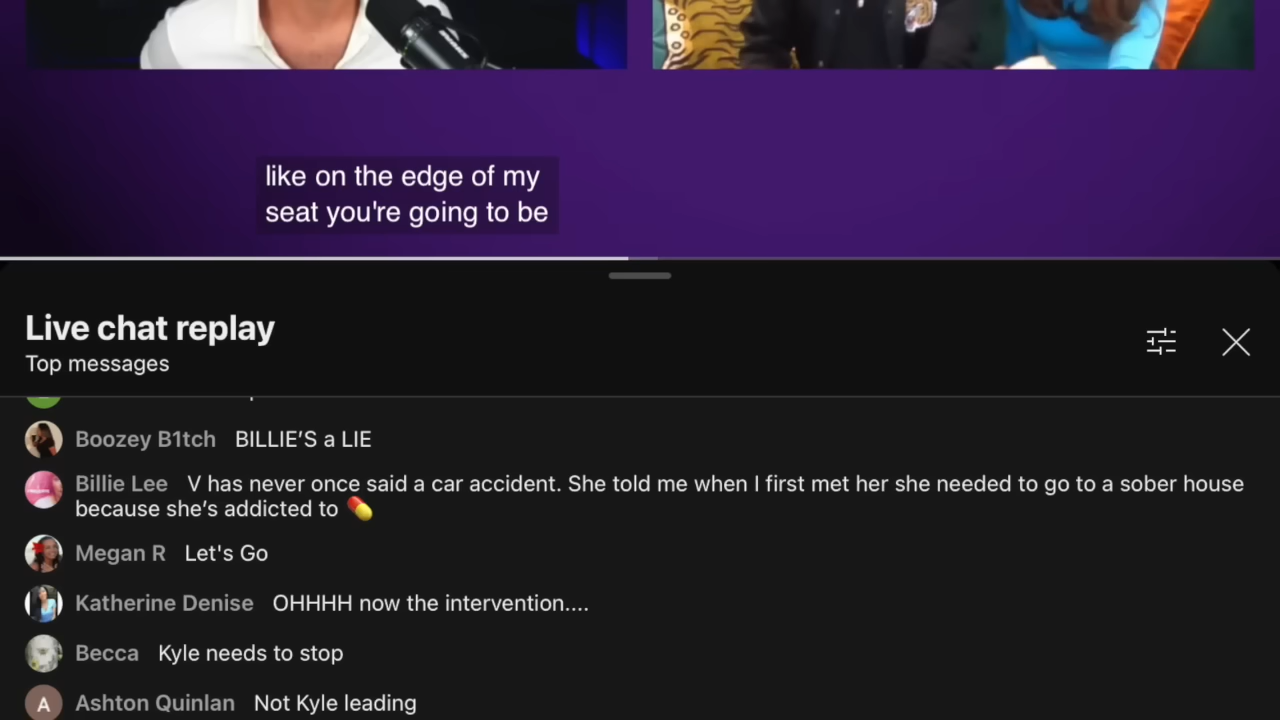 like on the edge of my
seat you're going to be
Live chat replay
Top messages
Boozey B1tch BILLIE’S a LIE
Billie Lee V has never once said a car accident. She told me when I first met her she needed to go to a sober house
because she’s addicted to 💊
Megan R Let's Go
Katherine Denise OHHHH now the intervention....
Becca Kyle needs to stop
A Ashton Quinlan Not Kyle leading